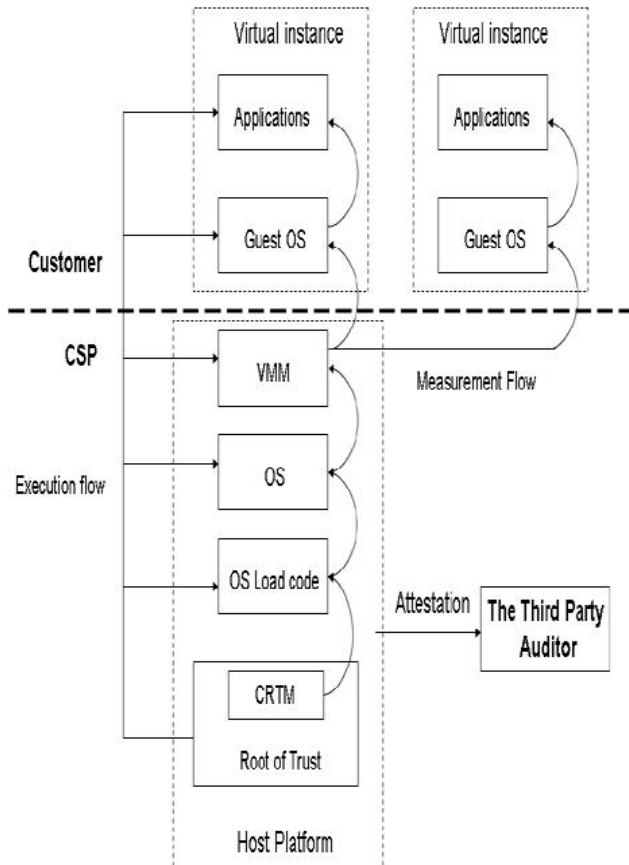 Virtual instance
Virtual instance
Applications
Applications
Guest OS
Guest OS
Customer
CSP
VMM
Measurement Flow
OS
Execution flow
OS Load code
Attestation
The Third Party
Auditor
CRTM
Root of Trust
Host Platform